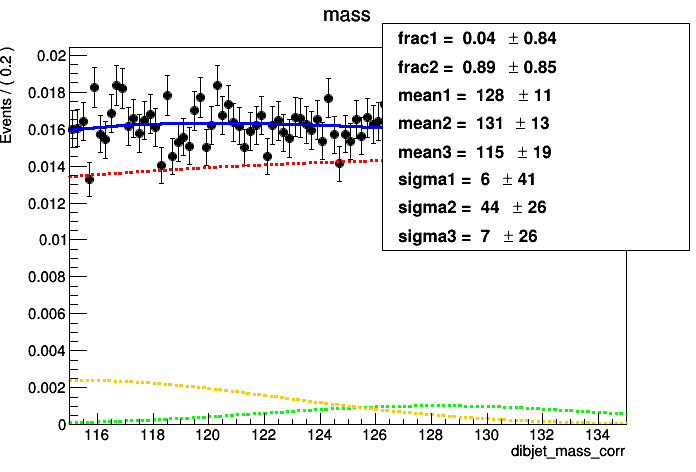 mass
Events / ( 0.2 )
0.02
0.018
0.016
0.014
0.012
0.01
0.008
0.006
0.004
0.002
0
frac1 = 0.04 ± 0.84
frac2 = 0.89 ± 0.85
mean1 = 128 ± 11
mean2 = 131 ± 13
mean3 = 115 ± 19
sigma1 = 6 ± 41
sigma2 = 44 ± 26
sigma3 = 7 ± 26
116 118 120 122 124 126 128 130 132 134
dibjet_mass_corr